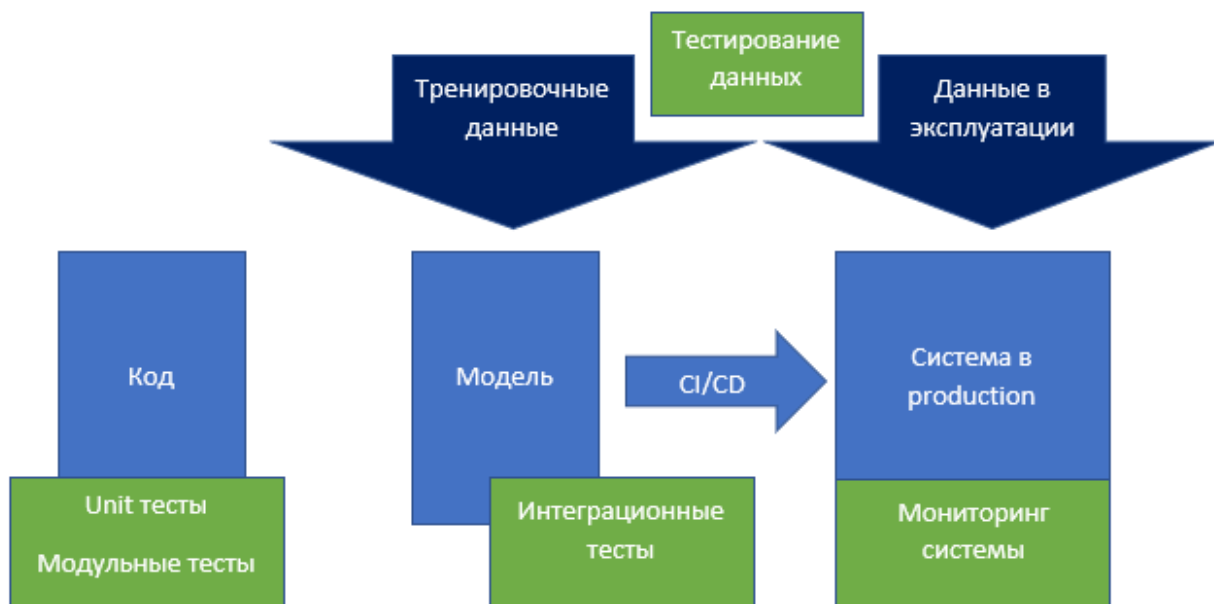 Тестирование
данных
Тренировочные
данные
Данные в
эксплуатации
Код
Модель
CI/CD
Система в
production
Unit тесты
Модульные тесты
Интеграционные
тесты
Мониторинг
системы